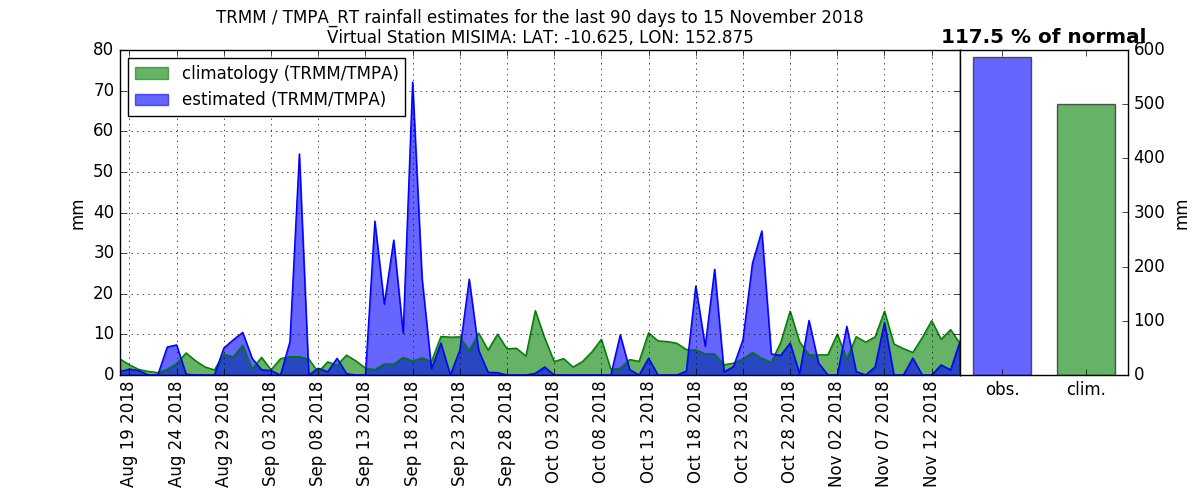 TRMM / TMPA_RT rainfall estimates for the last 90 days to 15 November 2018
Virtual Station MISIMA: LAT: -10.625, LON: 152.875
117.5 % of normal
climatology (TRMM/TMPA)
estimated (TRMM/TMPA)
80
70
60
50
40
30
20
10
0
mm
Aug 19 2018
Aug 24 2018
Aug 29 2018
Sep 03 2018
Sep 08 2018
Sep 13 2018
Sep 18 2018
Sep 23 2018
Sep 28 2018
Oct 03 2018
Oct 08 2018
Oct 13 2018
Oct 18 2018
Oct 23 2018
Oct 28 2018
Nov 02 2018
Nov 07 2018
Nov 12 2018
obs.
clim.
600
500
400
300
200
100
0
mm